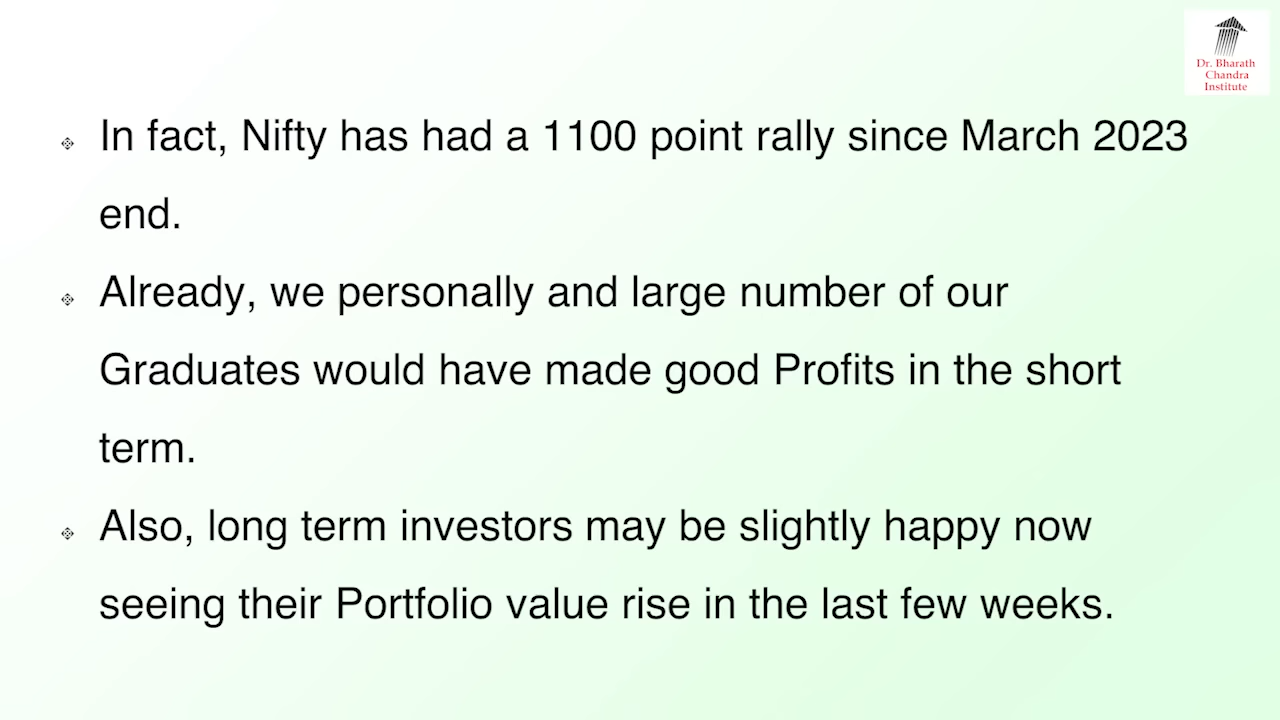 Dr. Bharath
Chandra
Institute
In fact, Nifty has had a 1100 point rally since March 2023
end.
Already, we personally and large number of our
Graduates would have made good Profits in the short
term.
Also, long term investors may be slightly happy now
seeing their Portfolio value rise in the last few weeks.